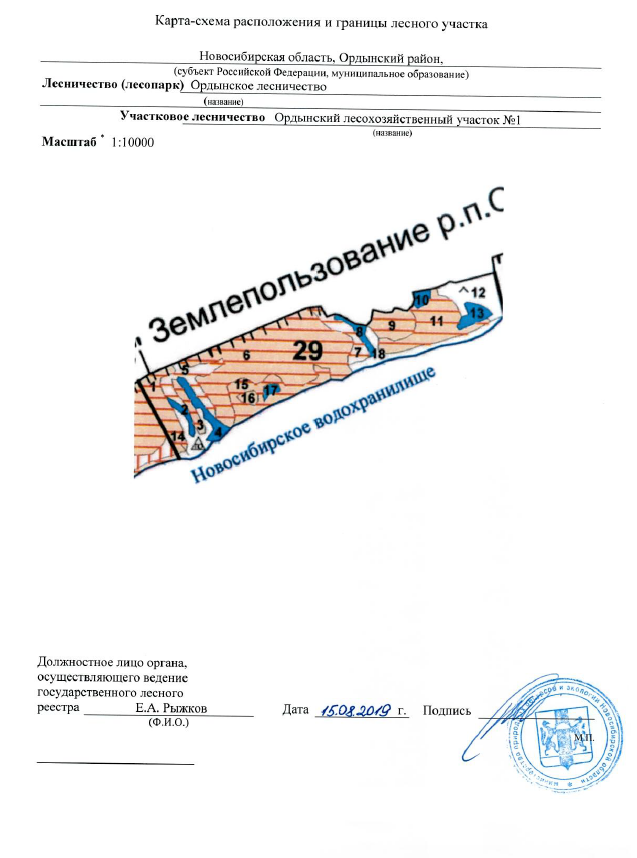 Карта-схема расположения и границы лесного участка
Новосибирская область, Ордынский район,
(субъект Российской Федерации, муниципальное образование)
Лесничество (лесопарк) Ордынское лесничество
(название)
Участковое лесничество Ордынский лесохозяйственный участок №1
(название)
Масштаб * 1:10000
Землепользование р.п.
12
10
13
11
9
8
7
18
29
6
5
1
15
16
17
2
3
4
14
Новосибирское водохранилище
Должностное лицо органа,
осуществляющего ведение
государственного лесного
реестра Е.А. Рыжков
(Ф.И.О.)
Дата 15.08.2019 г. Подпись
М.П.